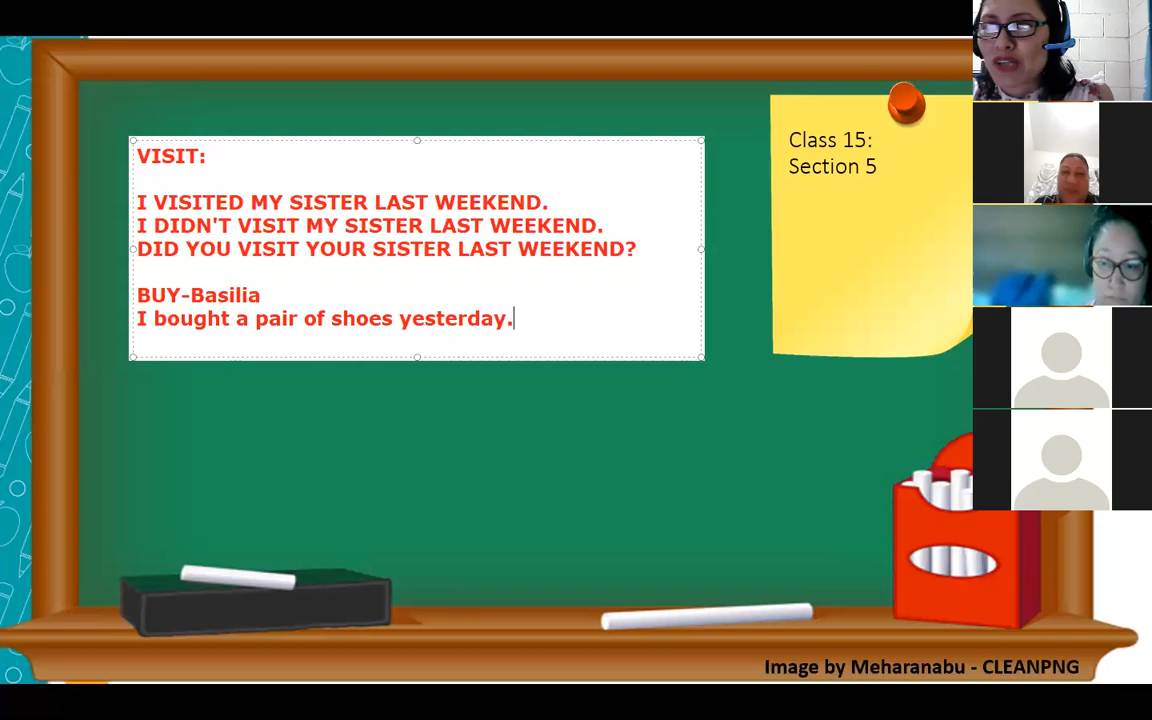 VISIT:
I VISITED MY SISTER LAST WEEKEND.
I DIDN'T VISIT MY SISTER LAST WEEKEND.
DID YOU VISIT YOUR SISTER LAST WEEKEND?
BUY-Basilia
I bought a pair of shoes yesterday.
Class 15:
Section 5
Image by Meharanabu - CLEANPNG